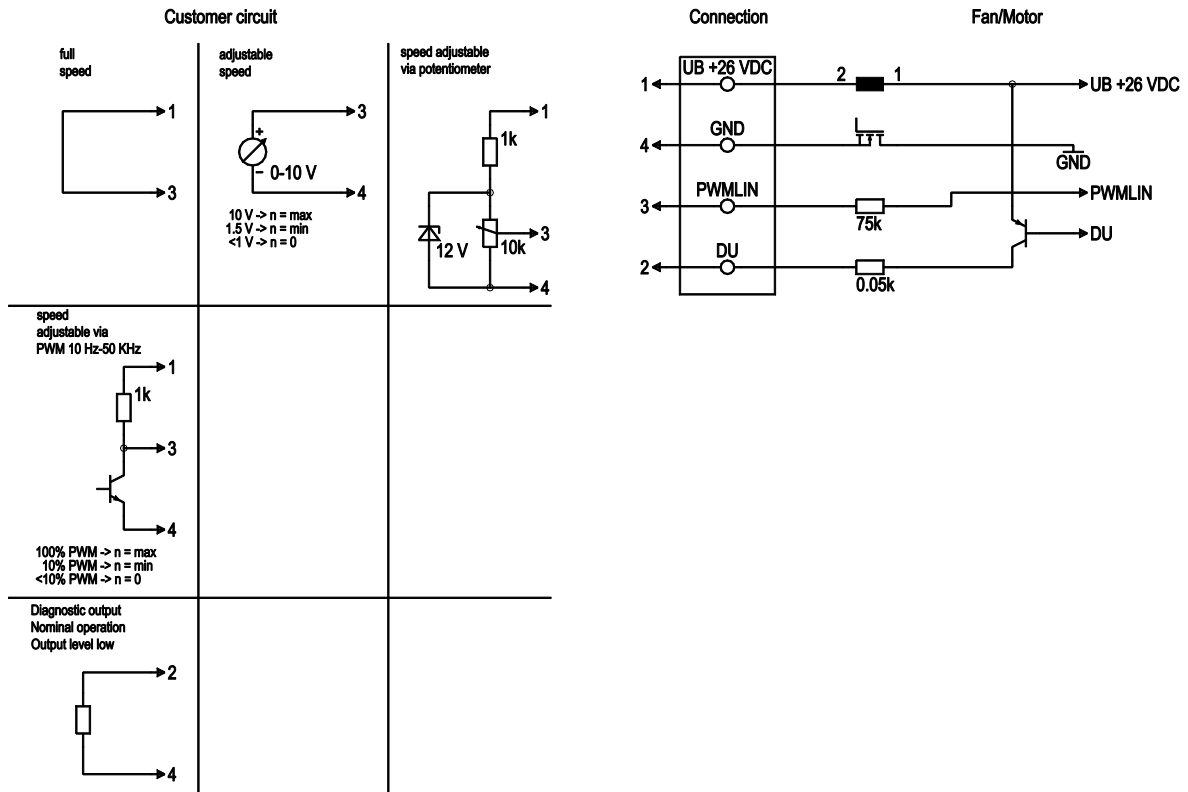 Customer circuit
full
speed
1
3
adjustable
speed
3
+
–
0-10 V
4
10 V -> n = max
1.5 V -> n = min
<1 V -> n = 0
speed adjustable
via potentiometer
1
1k
12 V
3
10k
4
speed
adjustable via
PWM 10 Hz-50 KHz
1
1k
3
4
100% PWM -> n = max
10% PWM -> n = min
<10% PWM -> n = 0
Diagnostic output
Nominal operation
Output level low
2
4
Connection
Fan/Motor
UB +26 VDC
1
2
1
UB +26 VDC
GND
4
GND
PWMLIN
3
75k
PWMLIN
DU
DU
2
0.05k